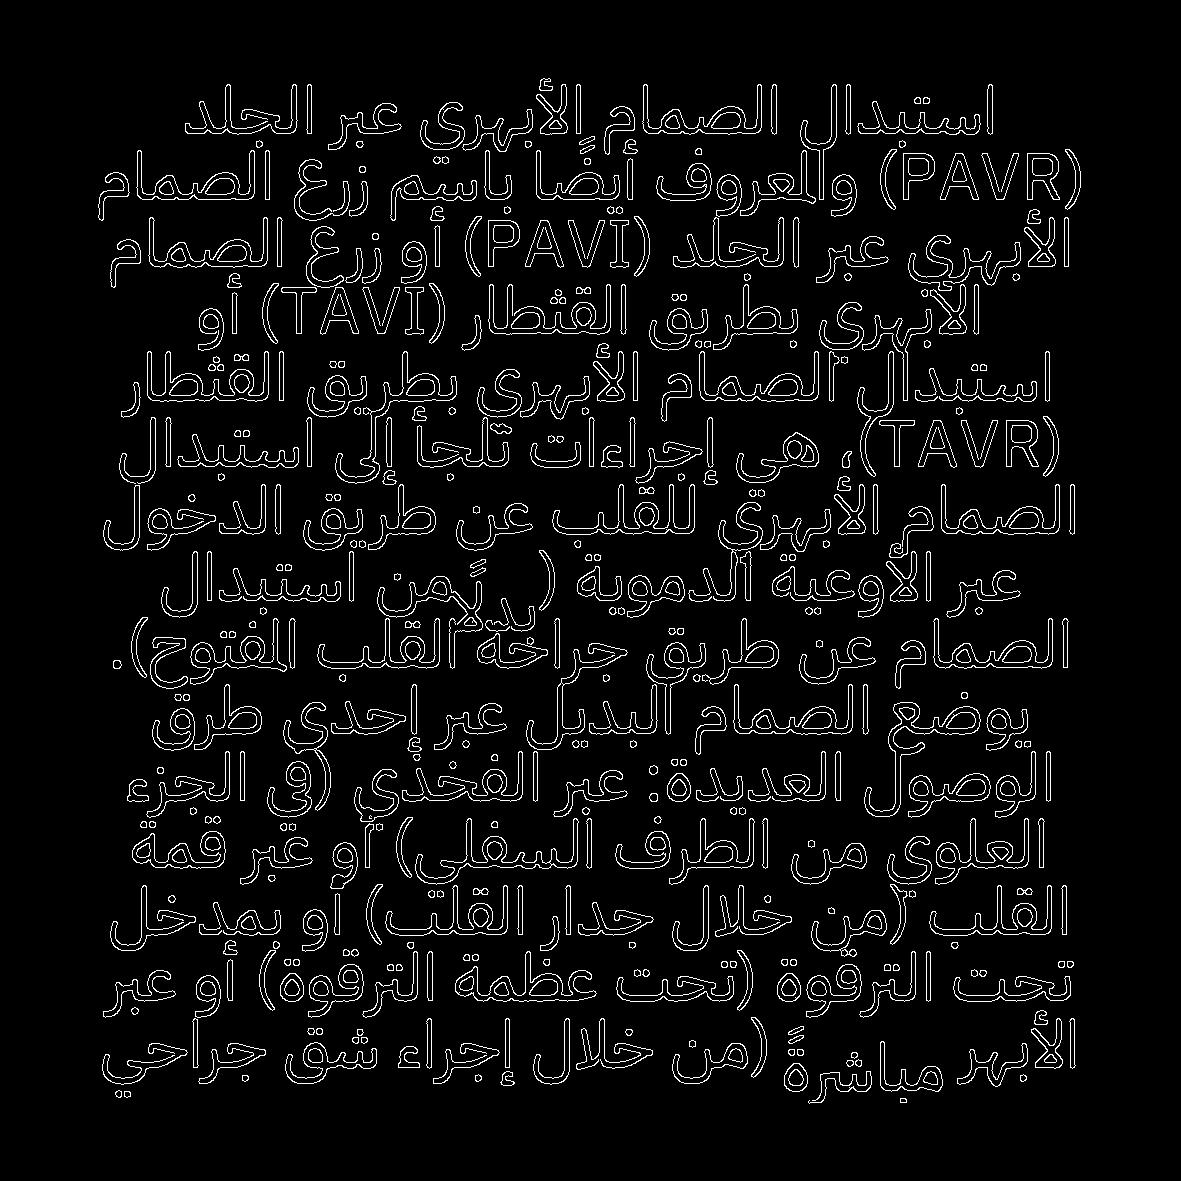 استبدال الصمام الأبهري عبر الجلد
(PAVR) والمعروف أيضًا باسم زرع الصمام
الأبهري عبر الجلد (PAVI) أو زرع الصمام
الأبهري بطريق القثطار (TAVI) أو
استبدال الصمام الأبهري بطريق القثطار
(TAVR)، هي إجراءات تلجأ إلى استبدال
الصمام الأبهري للقلب عن طريق الدخول
عبر الأوعية الدموية (بدلًا من استبدال
الصمام عن طريق جراحة القلب المفتوح).
يوضع الصمام البديل عبر إحدى طرق
الوصول العديدة: عبر الفخذي (في الجزء
العلوي من الطرف السفلي) أو عبر قمة
القلب (من خلال جدار القلب) أو بمدخل
تحت الترقوة (تحت عظمة الترقوة) أو عبر
الأبهر مباشرةً (من خلال إجراء شق جراحي